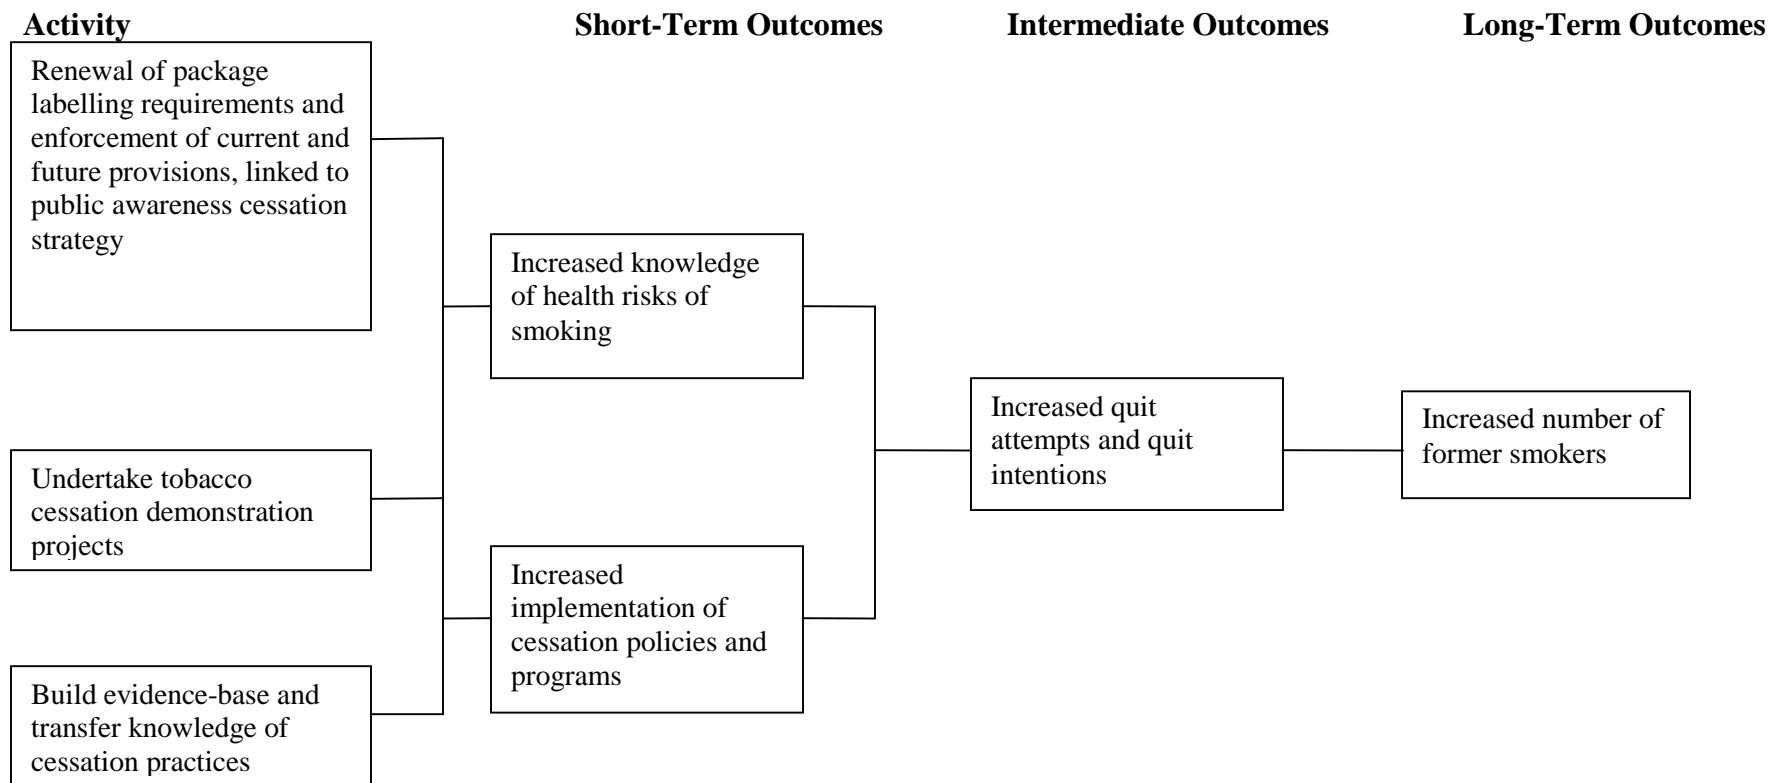 Activity
Short-Term Outcomes
Intermediate Outcomes
Long-Term Outcomes
Renewal of package
labelling requirements and
enforcement of current and
future provisions, linked to
public awareness cessation
strategy
Undertake tobacco
cessation demonstration
projects
Build evidence-base and
transfer knowledge of
cessation practices
Increased knowledge
of health risks of
smoking
Increased
implementation of
cessation policies and
programs
Increased quit
attempts and quit
intentions
Increased number of
former smokers